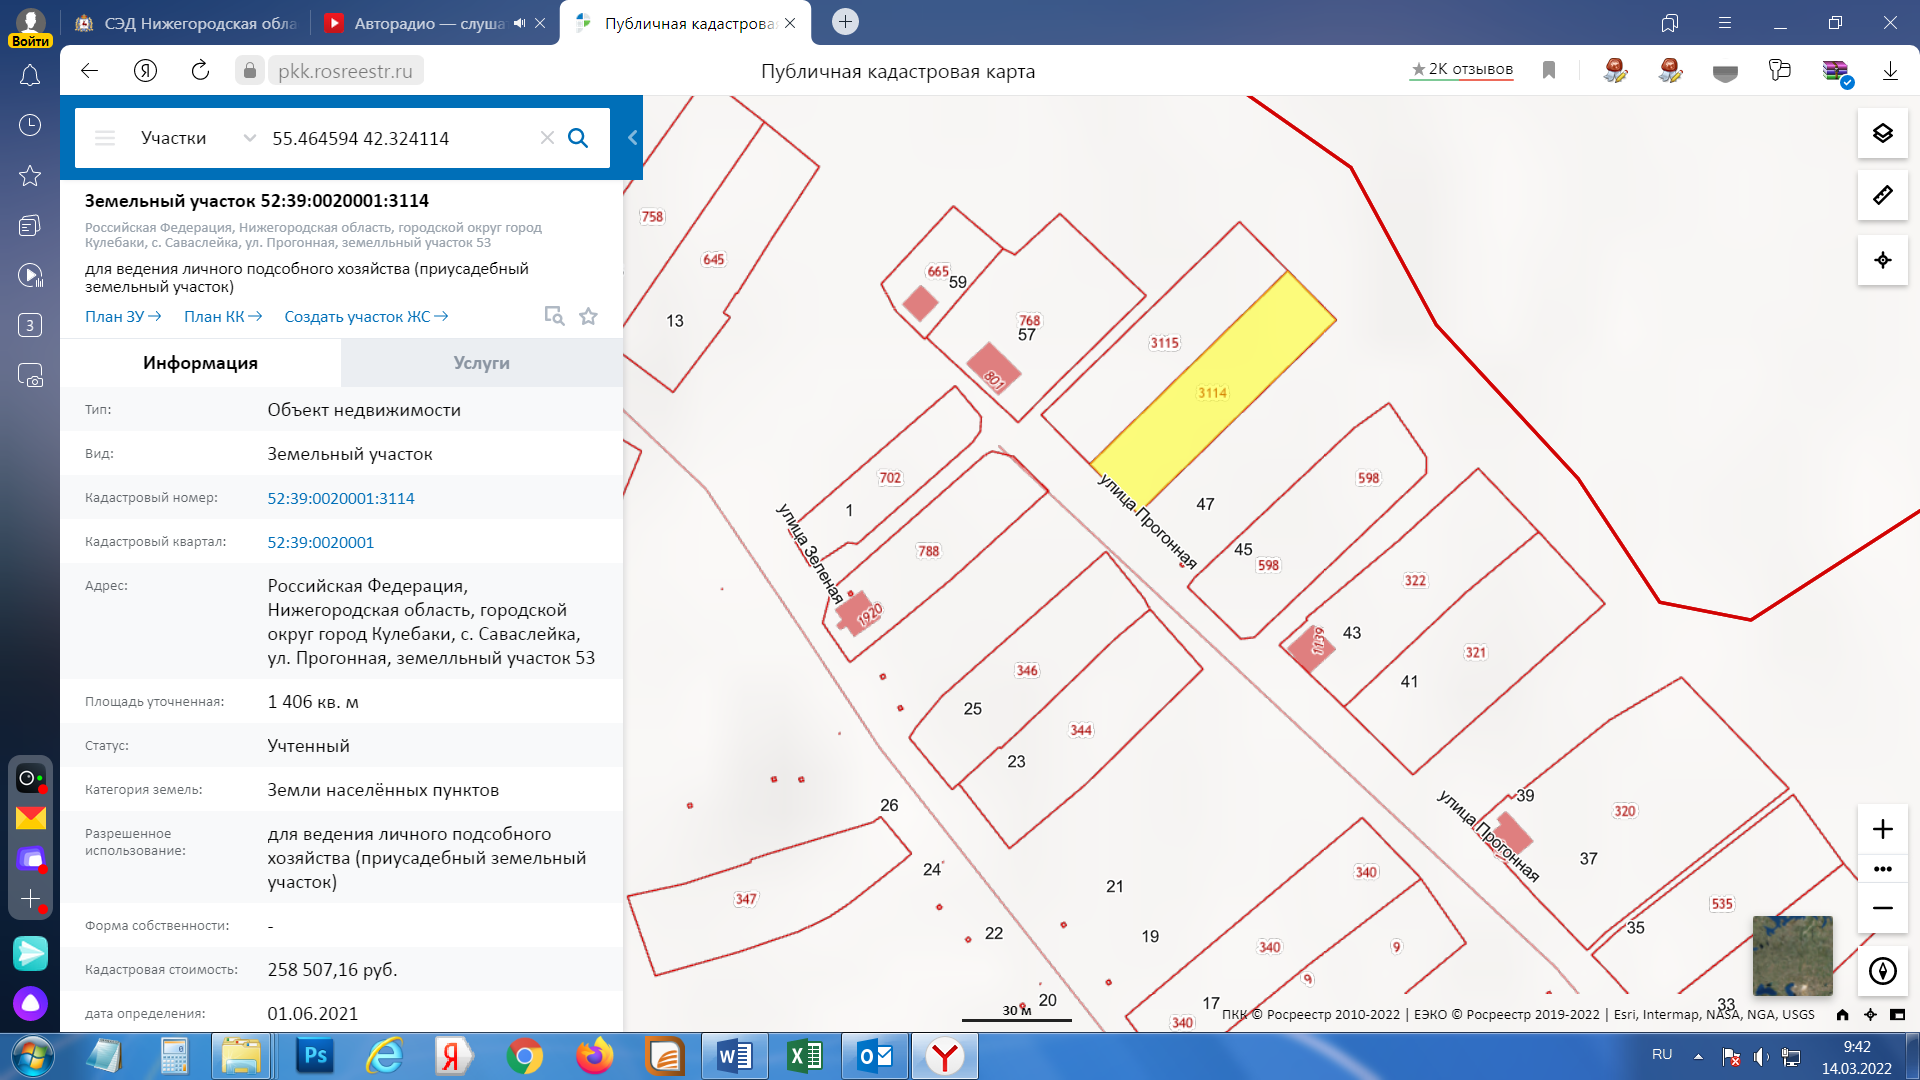 СЭД Нижегородская обла
Авторадио — слуша
Публичная кадастрова
Войти
pkk.rosreestr.ru
Публичная кадастровая карта
★ 2K отзывов
Участки
55.464594 42.324114
Земельный участок 52:39:0020001:3114
Российская Федерация, Нижегородская область, городской округ город
Кулебаки, с. Саваслейка, ул. Прогонная, земелльный участок 53
для ведения личного подсобного хозяйства (приусадебный
земельный участок)
План ЗУ →
План КК →
Создать участок ЖС →
Информация
Услуги
Тип:
Объект недвижимости
Вид:
Земельный участок
Кадастровый номер:
52:39:0020001:3114
Кадастровый квартал:
52:39:0020001
Адрес:
Российская Федерация,
Нижегородская область, городской
округ город Кулебаки, с. Саваслейка,
ул. Прогонная, земелльный участок 53
Площадь уточненная:
1 406 кв. м
Статус:
Учтенный
Категория земель:
Земли населённых пунктов
Разрешенное
использование:
для ведения личного подсобного
хозяйства (приусадебный земельный
участок)
Форма собственности:
-
Кадастровая стоимость:
258 507,16 руб.
дата определения:
01.06.2021
3
758
645
13
665
59
768
57
801
3115
3114
702
1
788
улица Зеленая
1920
улица Прогонная
47
45
598
598
322
43
1139
321
41
346
25
344
23
26
347
24
22
21
19
20
17
340
340
340
9
9
улица Прогонная
39
320
37
535
35
33
30 м
ПКК © Росреестр 2010-2022 | ЕЭКО © Росреестр 2019-2022 | Esri, Intermap, NASA, NGA, USGS
Ps
RU
9:42
14.03.2022